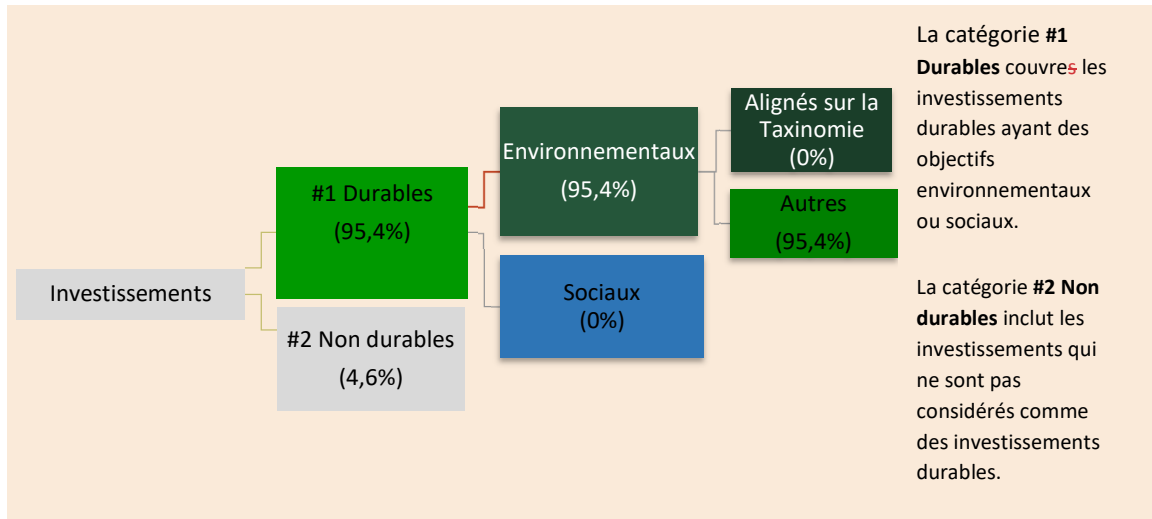 Investissements
#1 Durables
(95,4%)
#2 Non durables
(4,6%)
Environnementaux
(95,4%)
Sociaux
(0%)
Alignés sur la
Taxinomie
(0%)
Autres
(95,4%)
La catégorie #1
Durables couvres les
investissements
durables ayant des
objectifs
environnementaux
ou sociaux.
La catégorie #2 Non
durables inclut les
investissements qui
ne sont pas
considérés comme
des investissements
durables.